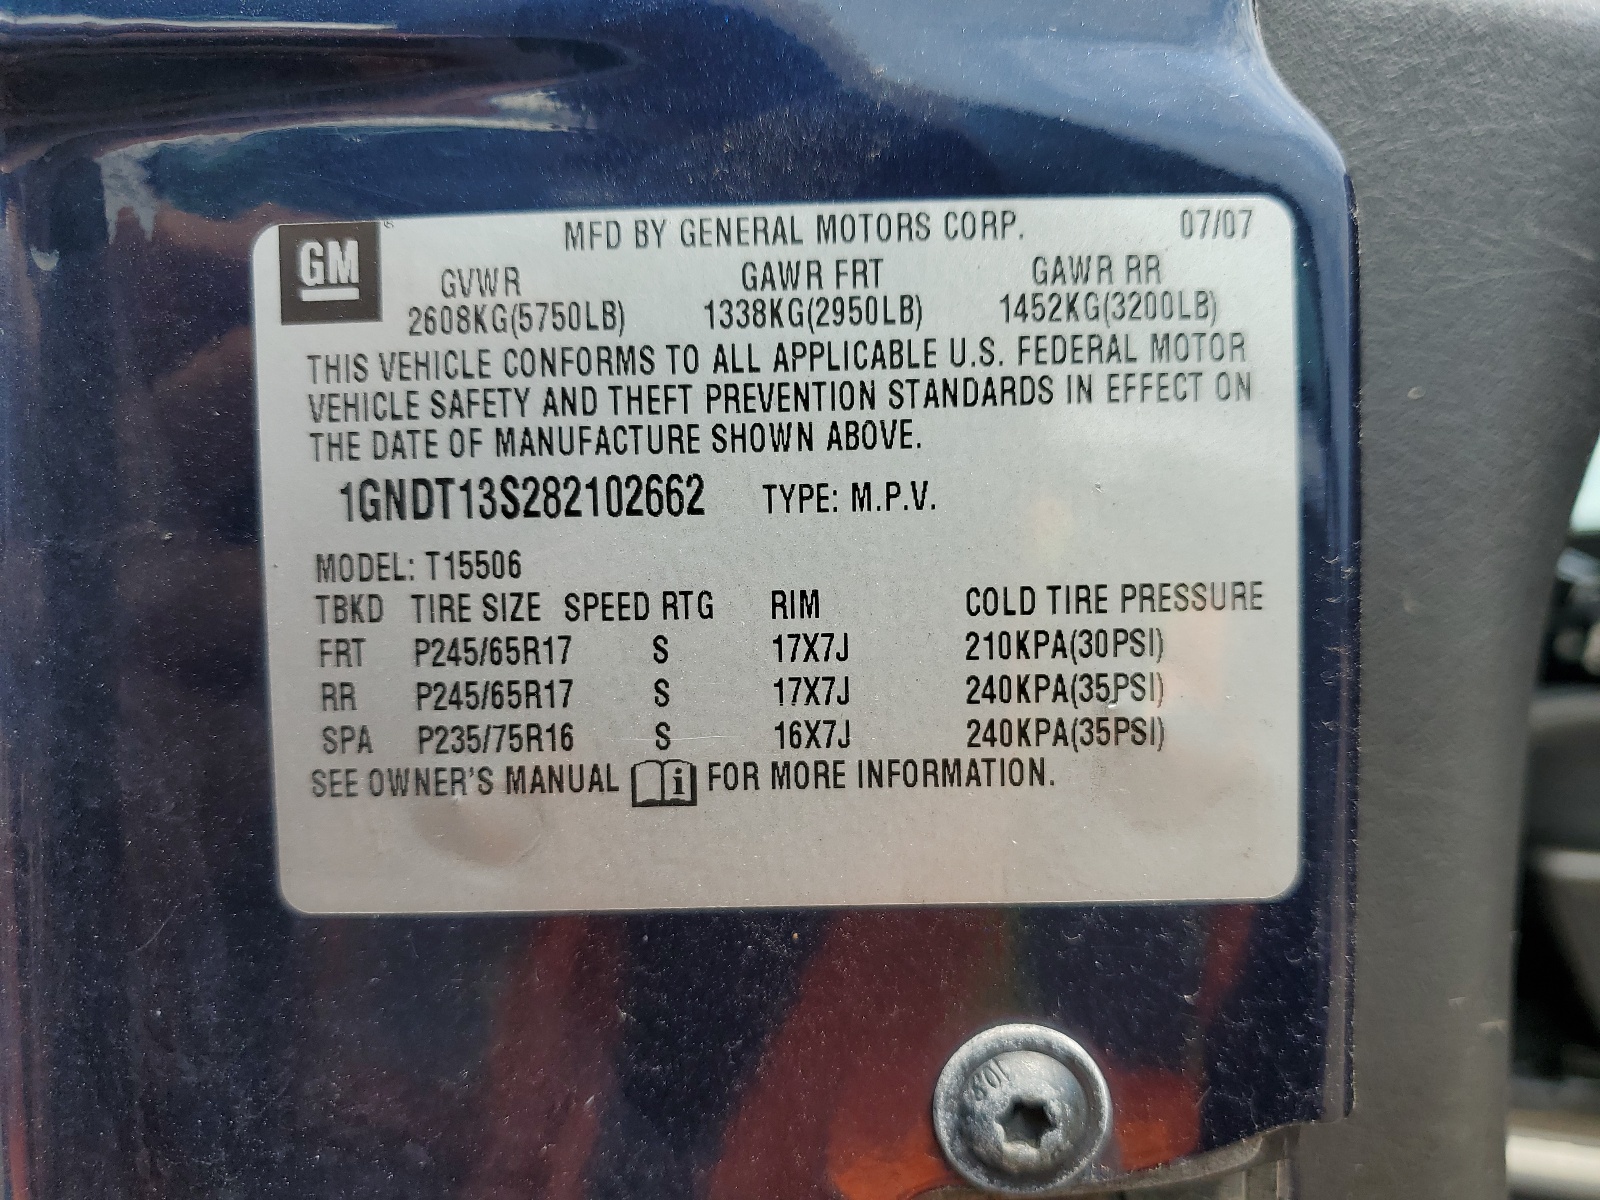 GM ® MFD BY GENERAL MOTORS CORP. 07/07
GVWR GAWR FRT GAWR RR
2608KG(5750LB) 1338KG(2950LB) 1452KG(3200LB)
THIS VEHICLE CONFORMS TO ALL APPLICABLE U.S. FEDERAL MOTOR
VEHICLE SAFETY AND THEFT PREVENTION STANDARDS IN EFFECT ON
THE DATE OF MANUFACTURE SHOWN ABOVE.
1GNDT13S282102662 TYPE: M.P.V.
MODEL: T15506
TBKD TIRE SIZE SPEED RTG RIM COLD TIRE PRESSURE
FRT P245/65R17 S 17X7J 210KPA(30PSI)
RR P245/65R17 S 17X7J 240KPA(35PSI)
SPA P235/75R16 S 16X7J 240KPA(35PSI)
SEE OWNER'S MANUAL i FOR MORE INFORMATION.
10.9